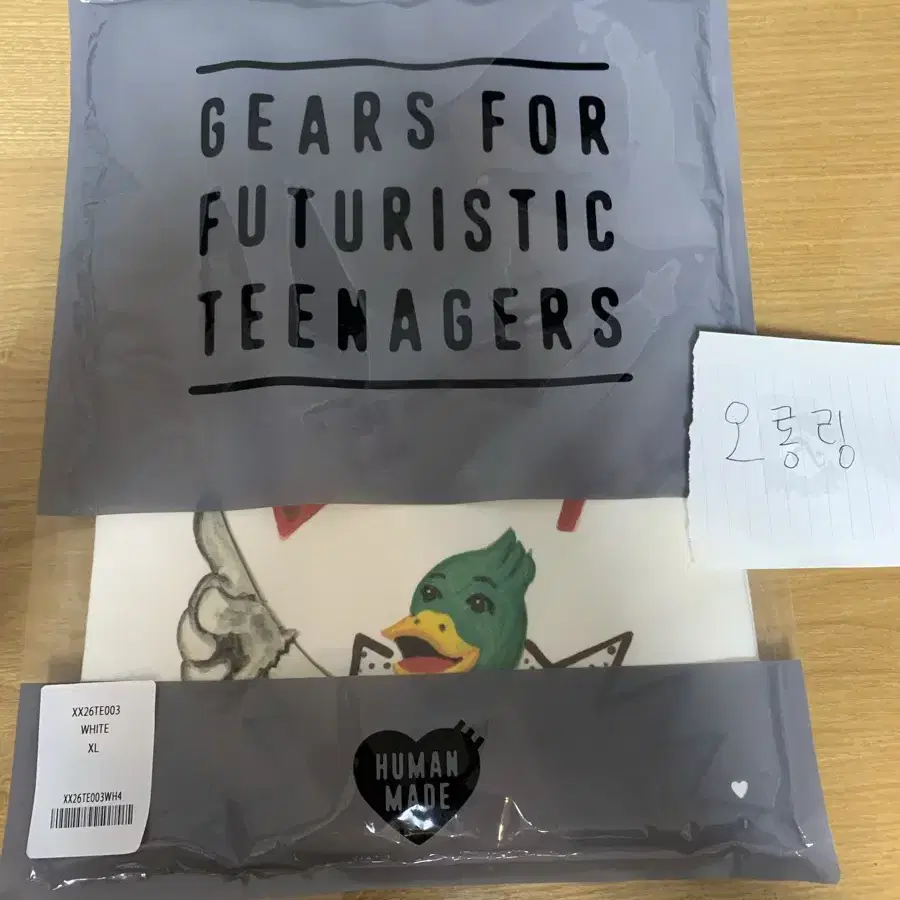 GEARS FOR
FUTURISTIC
TEENAGERS
오롱링
XX26TE003
WHITE
XL
XX26TE003WH4
HUMAN
MADE